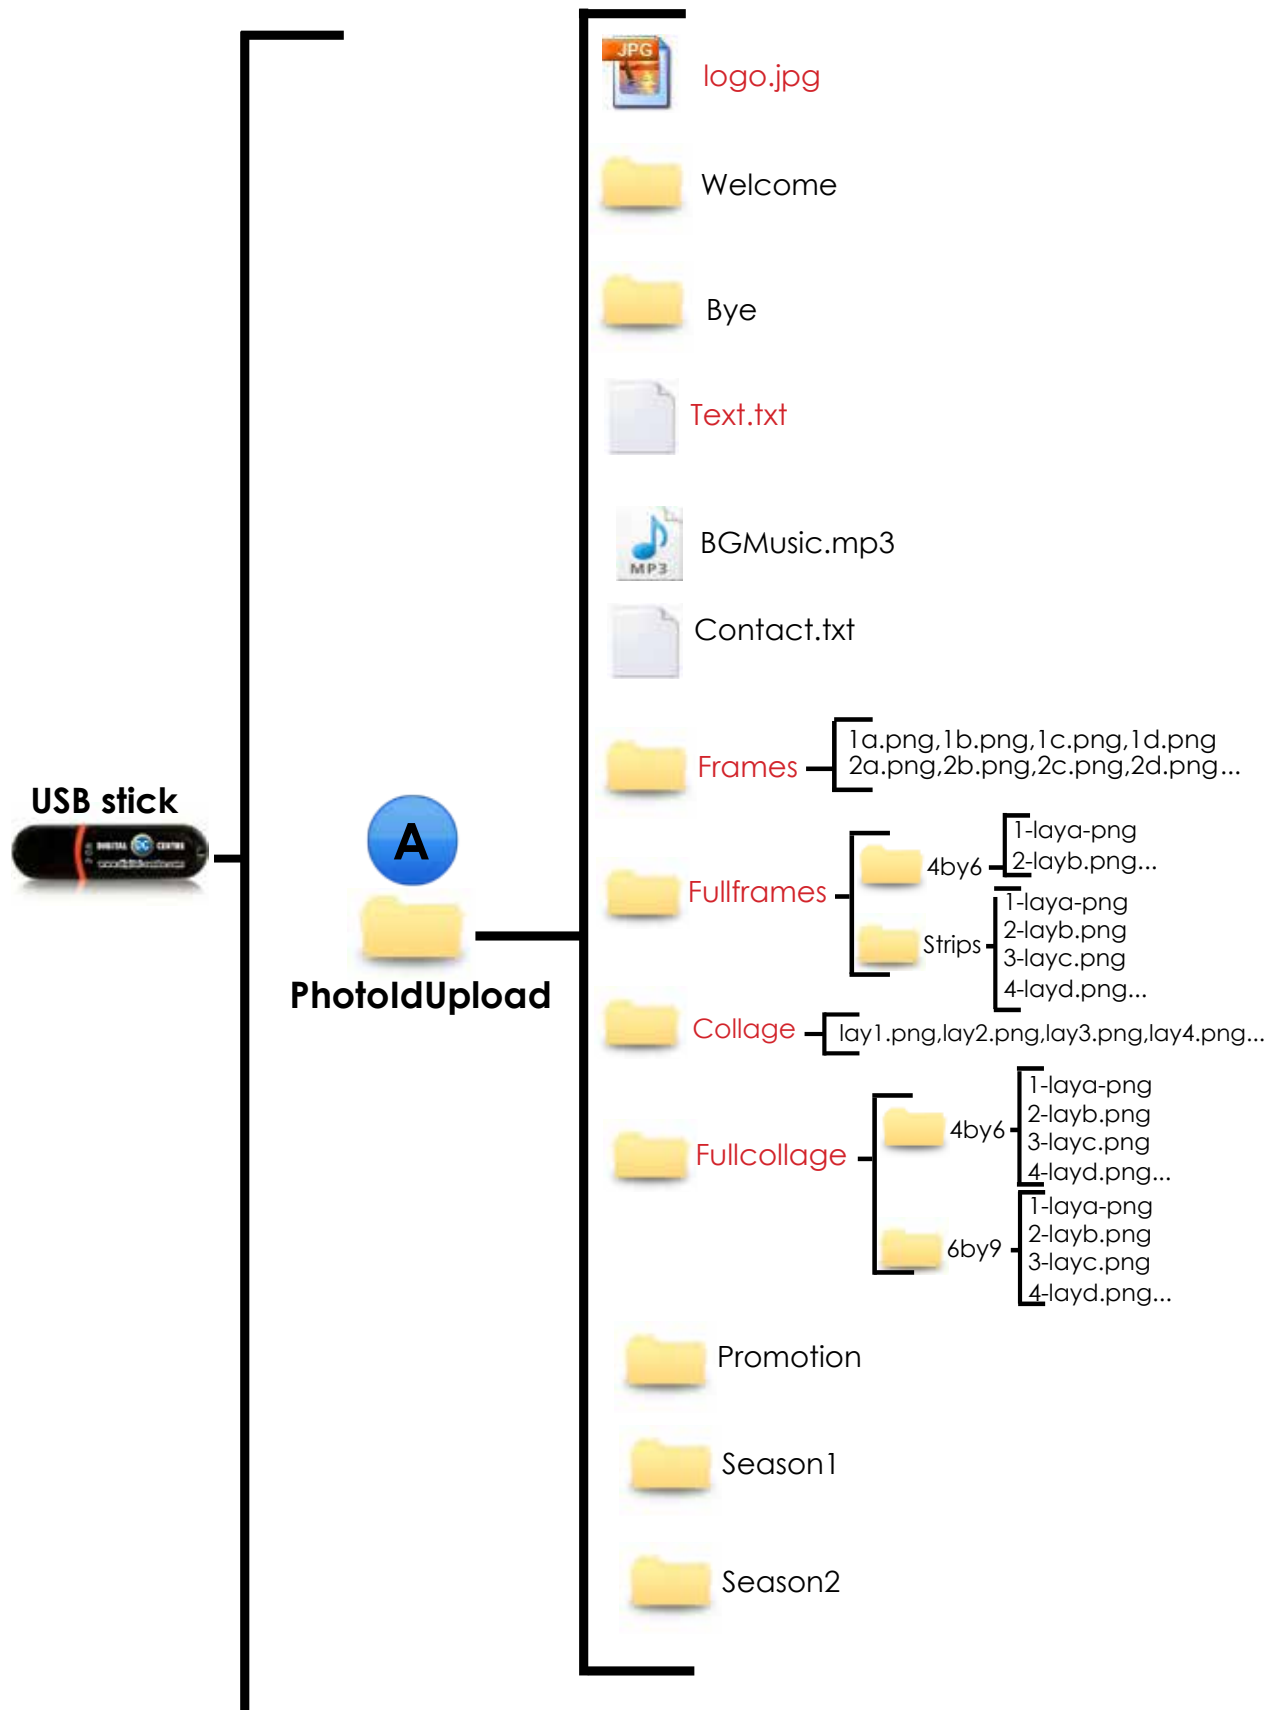 JPG
logo.jpg
Welcome
Bye
Text.txt
BGMusic.mp3
MP3
Contact.txt
Frames
1a.png,1b.png,1c.png,1d.png
2a.png,2b.png,2c.png,2d.png...
USB stick
DIGITAL DC CENTRE
A
PhotoIdUpload
Fullframes
4by6
1-laya-png
2-layb.png...
Strips
1-laya-png
2-layb.png
3-layc.png
4-layd.png...
Collage
lay1.png,lay2.png,lay3.png,lay4.png...
Fullcollage
4by6
1-laya-png
2-layb.png
3-layc.png
4-layd.png...
6by9
1-laya-png
2-layb.png
3-layc.png
4-layd.png...
Promotion
Season1
Season2